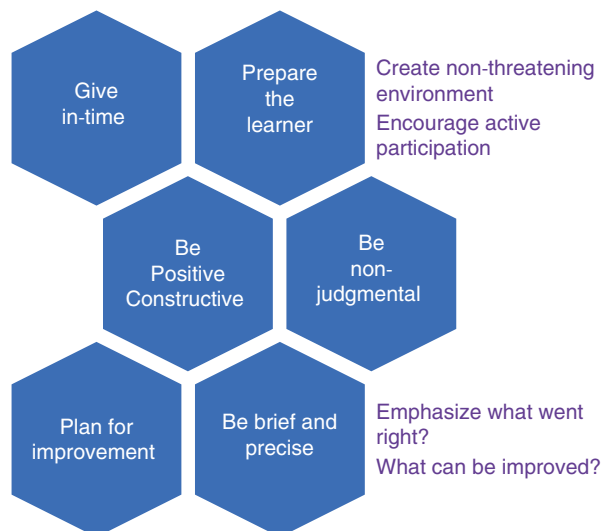 Give
in-time
Prepare
the
learner
Create non-threatening
environment
Encourage active
participation
Be
Positive
Constructive
Be
non-
judgmental
Plan for
improvement
Be brief and
precise
Emphasize what went
right?
What can be improved?